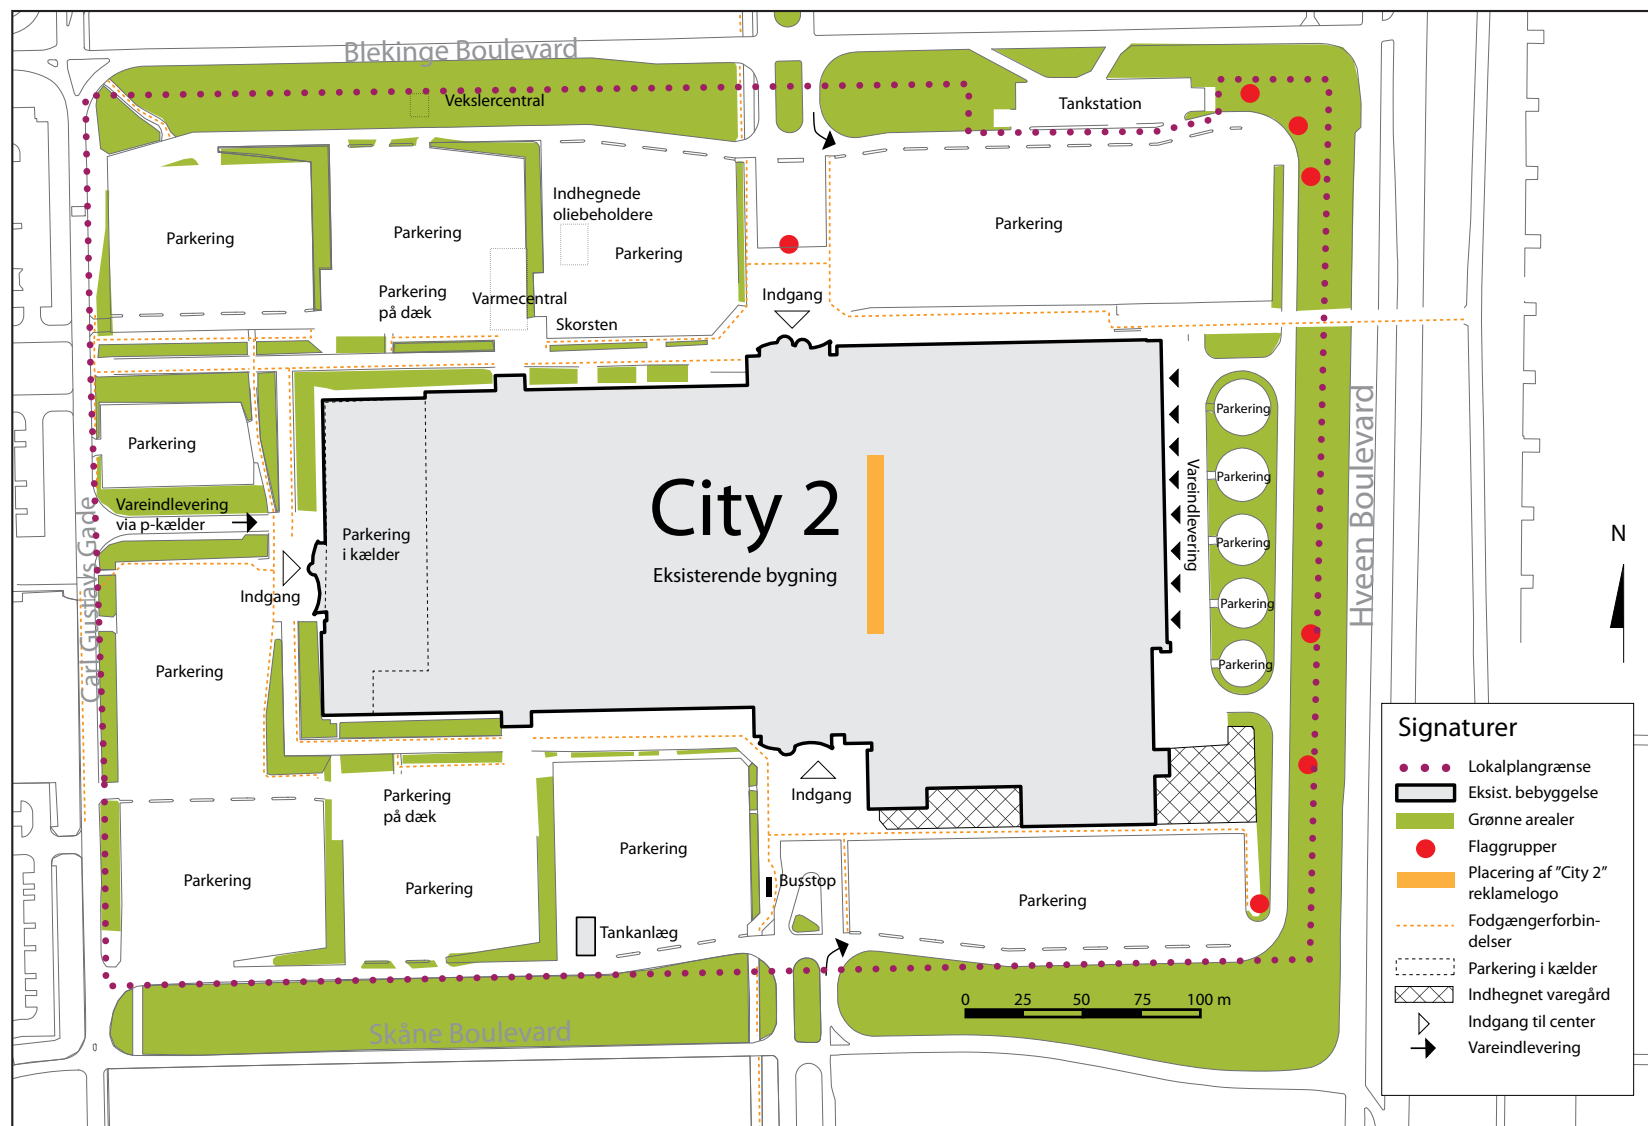 Blekinge Boulevard
Vekslercentral
Tankstation
Indhegnede
oliebeholdere
Parkering
Parkering
Parkering
Parkering
Parkering
på dæk
Varmecentral
Skorsten
Indgang
Parkering
Parkering
Parkering
Parkering
Parkering
Parkering
Vareindlevering
Hveen Boulevard
Vareindlevering
via p-kælder
Carl Gustavs Gade
Parkering
i kælder
City 2
Eksisterende bygning
Indgang
Parkering
N
Indgang
Parkering
på dæk
Parkering
Parkering
Parkering
Busstop
Parkering
Tankanlæg
0 25 50 75 100 m
Skåne Boulevard
Signaturer
Lokalplangrænse
Eksist. bebyggelse
Grønne arealer
Flaggrupper
Placering af ”City 2”
reklamelogo
Fodgængerforbin-
delser
Parkering i kælder
Indhegnet varegård
Indgang til center
Vareindlevering